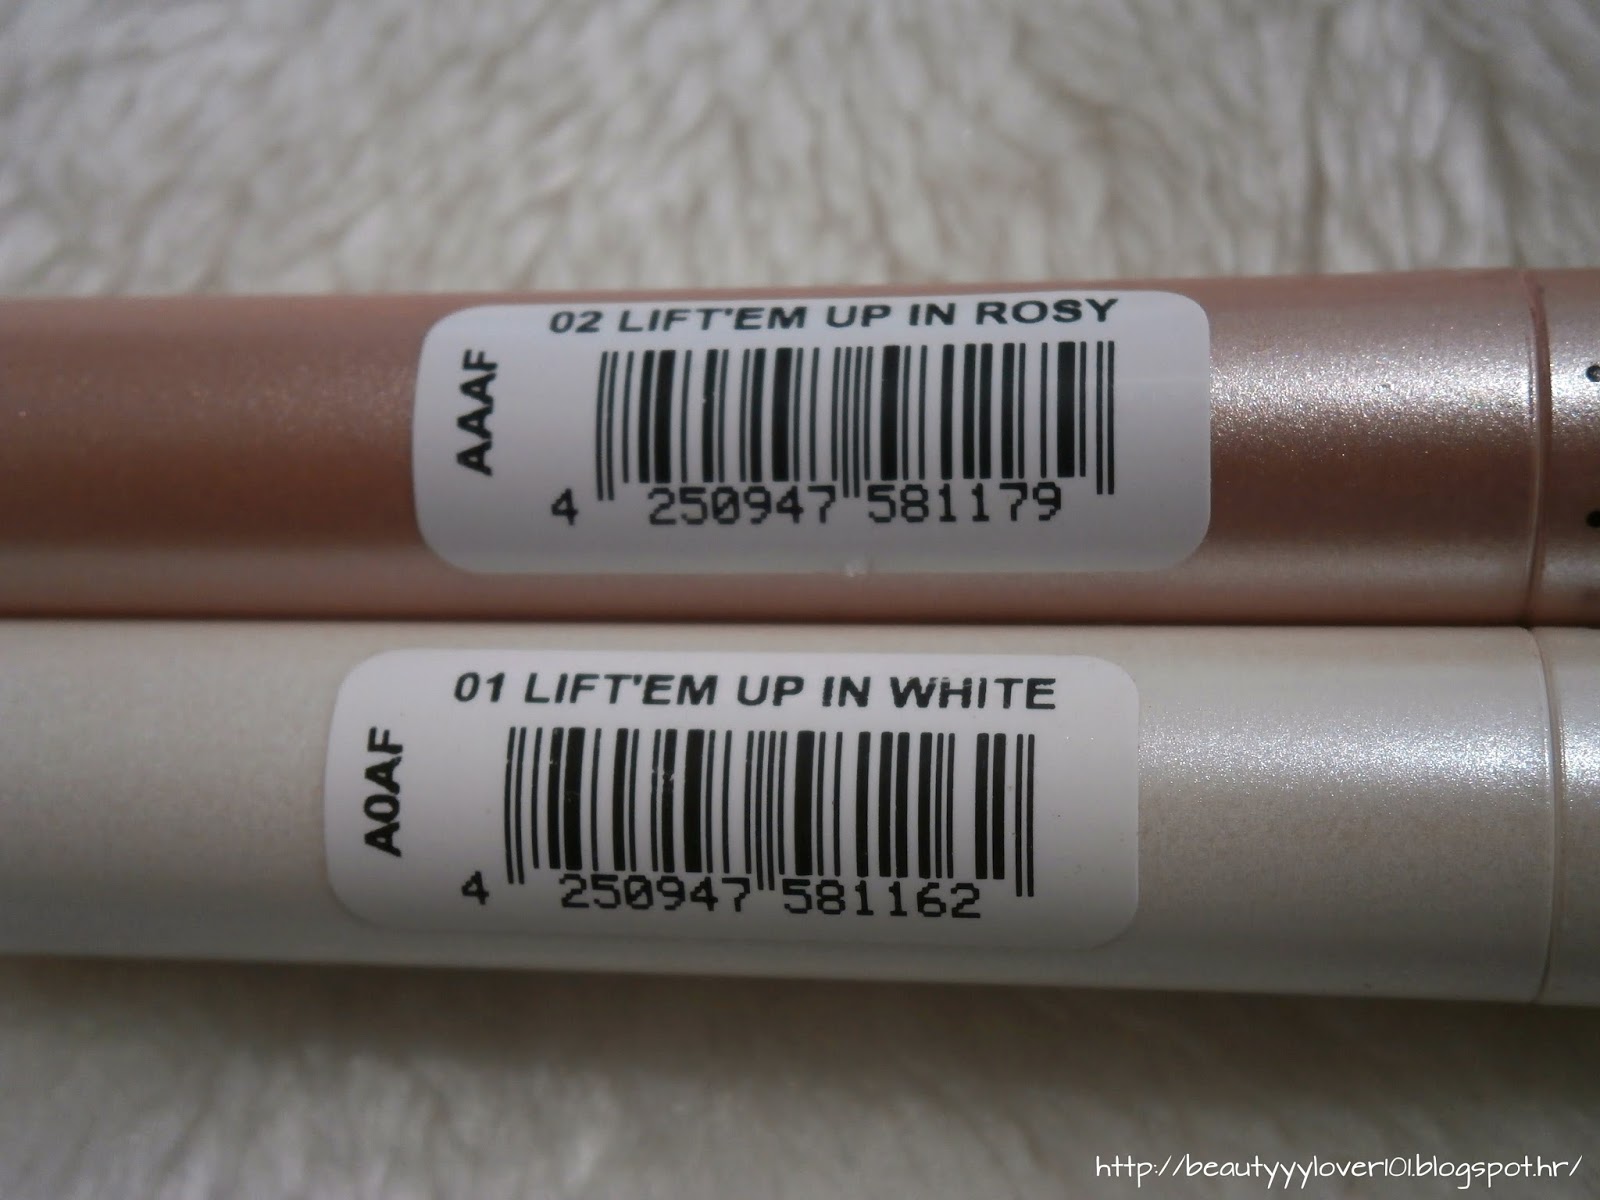 02 LIFT'EM UP IN ROSY
AAAF
4 250947 581179
01 LIFT'EM UP IN WHITE
A0AF
4 250947 581162
http://beautyyylover101.blogspot.hr/